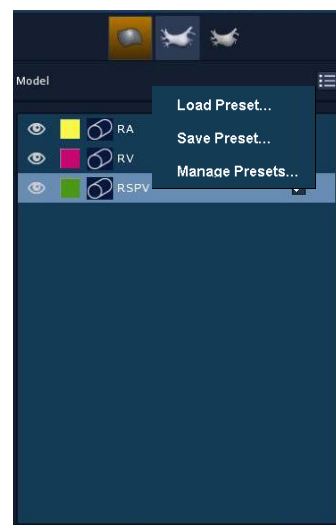 Model
Load Preset...
Save Preset...
Manage Presets...
RA
RV
RSPV